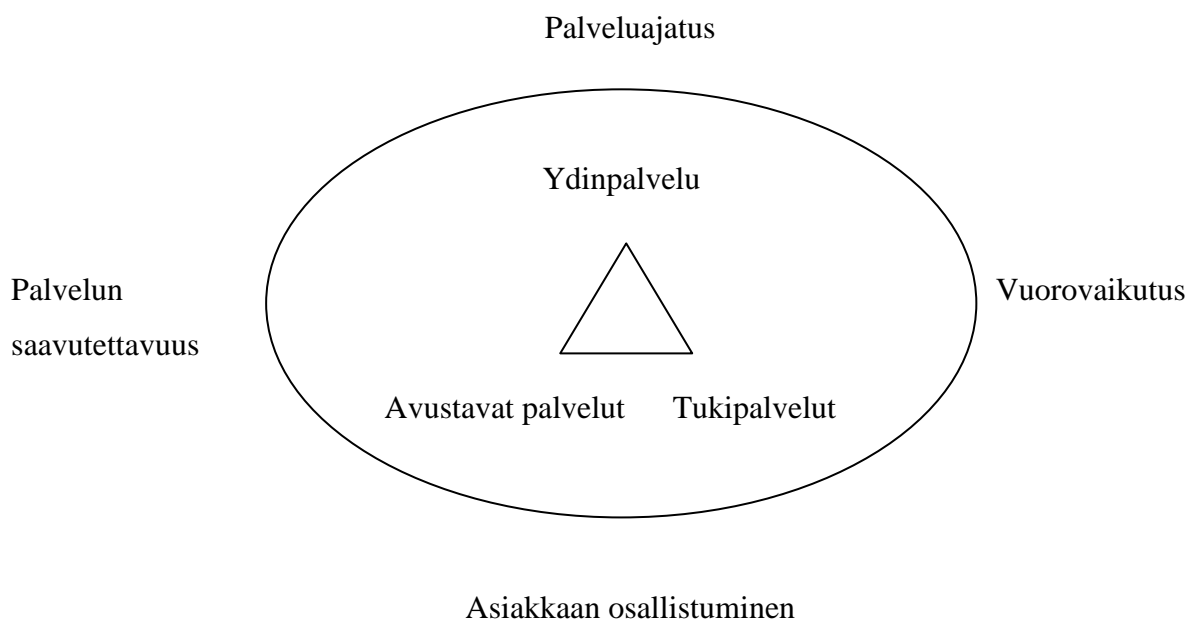 Palveluajatus
Ydinpalvelu
Palvelun
saavutettavuus
Vuorovaikutus
Avustavat palvelut
Tukipalvelut
Asiakkaan osallistuminen